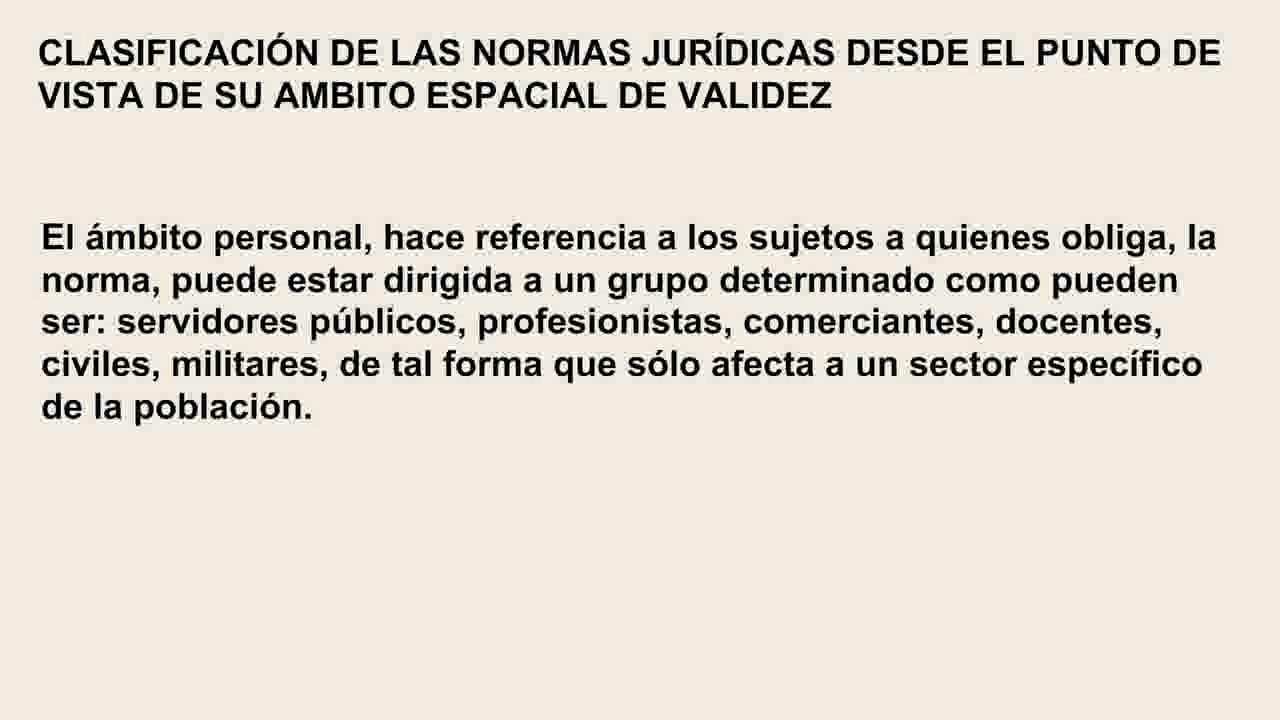 CLASIFICACIÓN DE LAS NORMAS JURÍDICAS DESDE EL PUNTO DE
VISTA DE SU AMBITO ESPACIAL DE VALIDEZ
El ámbito personal, hace referencia a los sujetos a quienes obliga, la
norma, puede estar dirigida a un grupo determinado como pueden
ser: servidores públicos, profesionistas, comerciantes, docentes,
civiles, militares, de tal forma que sólo afecta a un sector específico
de la población.